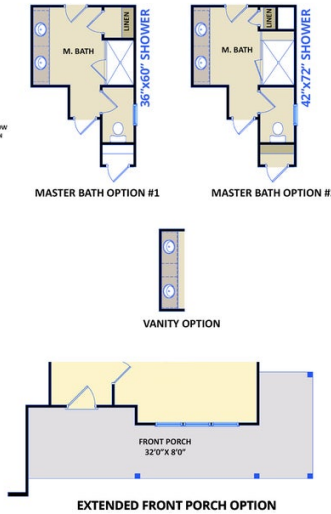 LINEN
M. BATH
36"x60" SHOWER
LINEN
M. BATH
42"x72" SHOWER
MASTER BATH OPTION #1
MASTER BATH OPTION #
VANITY OPTION
FRONT PORCH
32'0"X 8'0"
EXTENDED FRONT PORCH OPTION